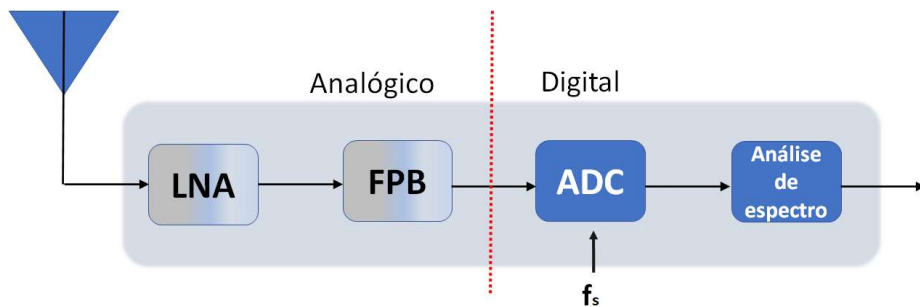 Analógico
Digital
LNA
FPB
ADC
Análise
de
espectro
fs